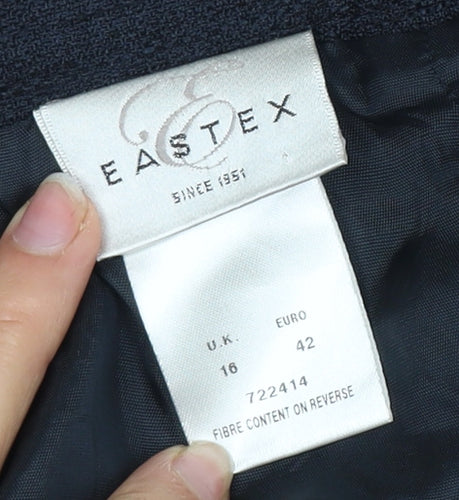 E
EASTEX
SINCE 1951
U.K. EURO
16 42
722414
FIBRE CONTENT ON REVERSE